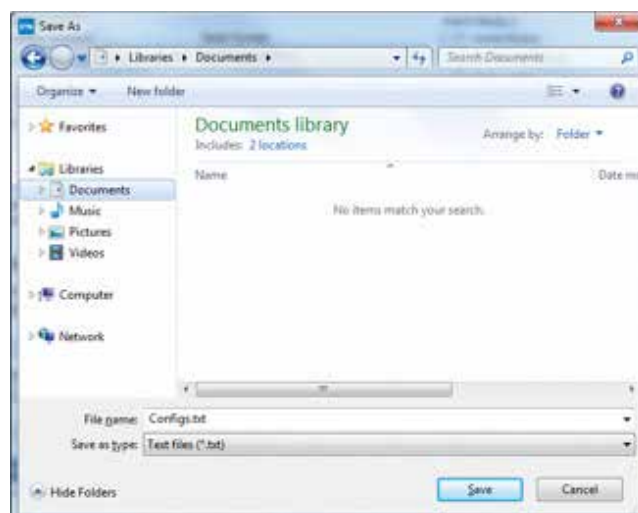 Save As
Libraries Documents
Search Documents
Organize New folder
Favorites
Libraries
Documents
Music
Pictures
Videos
Computer
Network
Documents library
Includes: 2 locations
Arrange by: Folder
Name
Date mo
No items match your search.
File name: Configs.txt
Save as type: Text files (*.txt)
Hide Folders
Save
Cancel